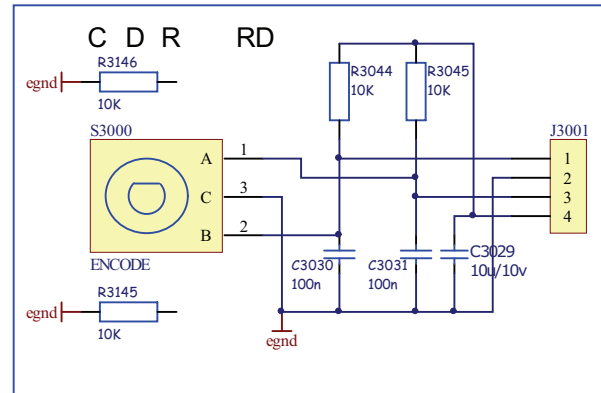 C D R RD
R3146
egnd
10K
R3044
10K
R3045
10K
S3000
J3001
A 1
C 3
B 2
1
2
3
4
ENCODE
C3030
100n
C3031
100n
C3029
10u/10v
R3145
egnd
10K
egnd